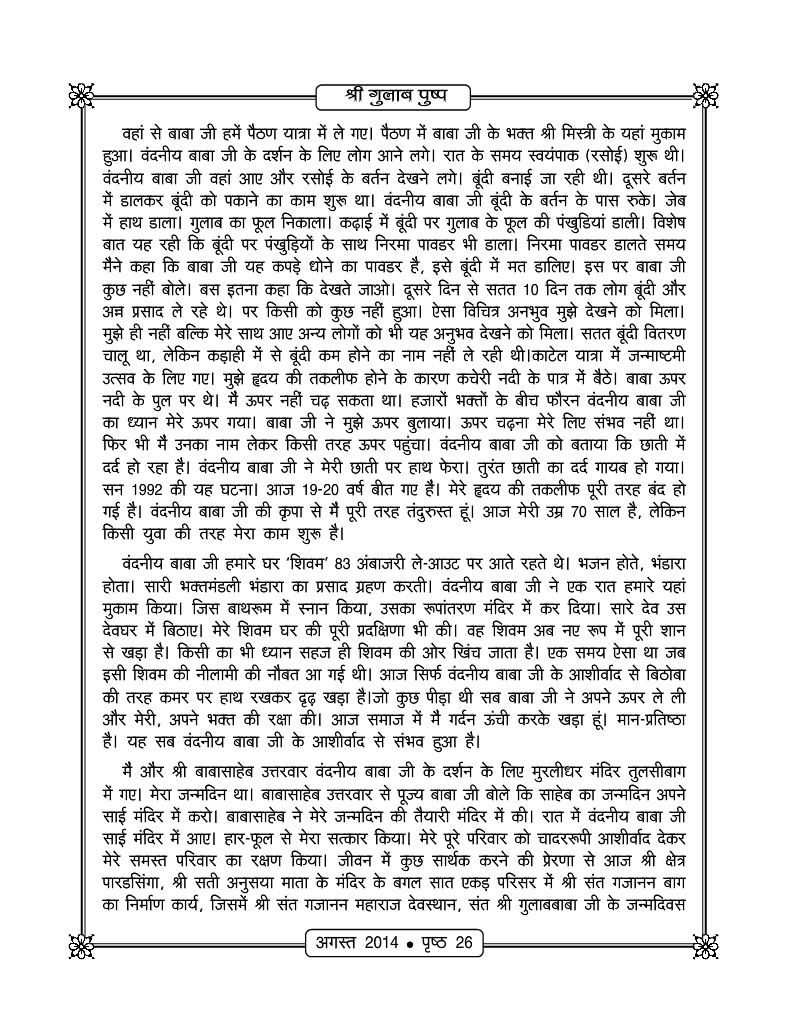 श्री गुलाब पुष्प
वहां से बाबा जी हमें पैठण यात्रा में ले गए। पैठण में बाबा जी के भक्त श्री मिस्त्री के यहां मुकाम
हुआ। वंदनीय बाबा जी के दर्शन के लिए लोग आने लगे। रात के समय स्वयंपाक (रसोई) शुरू थी।
वंदनीय बाबा जी वहां आए और रसोई के बर्तन देखने लगे। बूंदी बनाई जा रही थी। दूसरे बर्तन
में डालकर बूंदी को पकाने का काम शुरू था। वंदनीय बाबा जी बूंदी के बर्तन के पास रुके। जेब
में हाथ डाला। गुलाब का फूल निकाला। कढ़ाई में बूंदी पर गुलाब के फूल की पंखुडियां डाली। विशेष
बात यह रही कि बूंदी पर पंखुड़ियों के साथ निरमा पावडर भी डाला। निरमा पावडर डालते समय
मैने कहा कि बाबा जी यह कपड़े धोने का पावडर है, इसे बूंदी में मत डालिए। इस पर बाबा जी
कुछ नहीं बोले। बस इतना कहा कि देखते जाओ। दूसरे दिन से सतत 10 दिन तक लोग बूंदी और
अन्न प्रसाद ले रहे थे। पर किसी को कुछ नहीं हुआ। ऐसा विचित्र अनभुव मुझे देखने को मिला।
मुझे ही नहीं बल्कि मेरे साथ आए अन्य लोगों को भी यह अनुभव देखने को मिला। सतत बूंदी वितरण
चालू था, लेकिन कड़ाही में से बूंदी कम होने का नाम नहीं ले रही थी।काटेल यात्रा में जन्माष्टमी
उत्सव के लिए गए। मुझे हृदय की तकलीफ होने के कारण कचेरी नदी के पात्र में बैठे। बाबा ऊपर
नदी के पुल पर थे। मै ऊपर नहीं चढ़ सकता था। हजारों भक्तों के बीच फौरन वंदनीय बाबा जी
का ध्यान मेरे ऊपर गया। बाबा जी ने मुझे ऊपर बुलाया। ऊपर चढ़ना मेरे लिए संभव नहीं था।
फिर भी मै उनका नाम लेकर किसी तरह ऊपर पहुंचा। वंदनीय बाबा जी को बताया कि छाती में
दर्द हो रहा है। वंदनीय बाबा जी ने मेरी छाती पर हाथ फेरा। तुरंत छाती का दर्द गायब हो गया।
सन 1992 की यह घटना। आज 19-20 वर्ष बीत गए है। मेरे हृदय की तकलीफ पूरी तरह बंद हो
गई है। वंदनीय बाबा जी की कृपा से मै पूरी तरह तंदुरुस्त हूं। आज मेरी उम्र 70 साल है, लेकिन
किसी युवा की तरह मेरा काम शुरू है।
वंदनीय बाबा जी हमारे घर ‘शिवम’ 83 अंबाजरी ले-आउट पर आते रहते थे। भजन होते, भंडारा
होता। सारी भक्तमंडली भंडारा का प्रसाद ग्रहण करती। वंदनीय बाबा जी ने एक रात हमारे यहां
मुकाम किया। जिस बाथरूम में स्नान किया, उसका रूपांतरण मंदिर में कर दिया। सारे देव उस
देवघर में बिठाए। मेरे शिवम घर की पूरी प्रदक्षिणा भी की। वह शिवम अब नए रूप में पूरी शान
से खड़ा है। किसी का भी ध्यान सहज ही शिवम की ओर खिंच जाता है। एक समय ऐसा था जब
इसी शिवम की नीलामी की नौबत आ गई थी। आज सिर्फ वंदनीय बाबा जी के आशीर्वाद से बिठोबा
की तरह कमर पर हाथ रखकर दृढ़ खड़ा है।जो कुछ पीड़ा थी सब बाबा जी ने अपने ऊपर ले ली
और मेरी, अपने भक्त की रक्षा की। आज समाज में मै गर्दन ऊंची करके खड़ा हूं। मान-प्रतिष्ठा
है। यह सब वंदनीय बाबा जी के आशीर्वाद से संभव हुआ है।
मै और श्री बाबासाहेब उत्तरवार वंदनीय बाबा जी के दर्शन के लिए मुरलीधर मंदिर तुलसीबाग
में गए। मेरा जन्मदिन था। बाबासाहेब उत्तरवार से पूज्य बाबा जी बोले कि साहेब का जन्मदिन अपने
साई मंदिर में करो। बाबासाहेब ने मेरे जन्मदिन की तैयारी मंदिर में की। रात में वंदनीय बाबा जी
साई मंदिर में आए। हार-फूल से मेरा सत्कार किया। मेरे पूरे परिवार को चादररूपी आशीर्वाद देकर
मेरे समस्त परिवार का रक्षण किया। जीवन में कुछ सार्थक करने की प्रेरणा से आज श्री क्षेत्र
पारडसिंगा, श्री सती अनुसया माता के मंदिर के बगल सात एकड़ परिसर में श्री संत गजानन बाग
का निर्माण कार्य, जिसमें श्री संत गजानन महाराज देवस्थान, संत श्री गुलाबबाबा जी के जन्मदिवस
अगस्त 2014 ● पृष्ठ 26